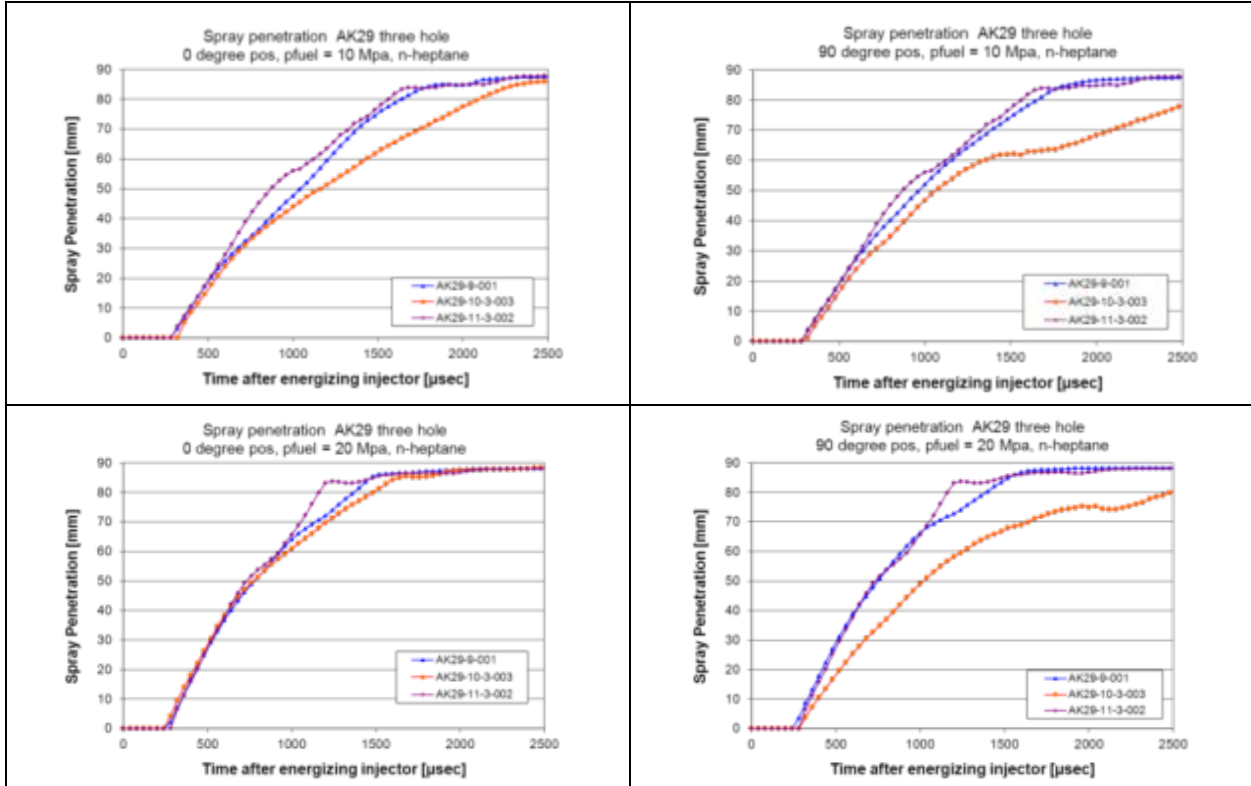 Spray penetration AK29 three hole
0 degree pos, pfuel = 10 Mpa, n-heptane
Spray Penetration [mm]
90
80
70
60
50
40
30
20
10
0
AK29-9-001
AK29-10-3-003
AK29-11-3-002
0 500 1000 1500 2000 2500
Time after energizing injector [µsec]
Spray penetration AK29 three hole
90 degree pos, pfuel = 10 Mpa, n-heptane
Spray Penetration [mm]
90
80
70
60
50
40
30
20
10
0
AK29-9-001
AK29-10-3-003
AK29-11-3-002
0 500 1000 1500 2000 2500
Time after energizing injector [µsec]
Spray penetration AK29 three hole
0 degree pos, pfuel = 20 Mpa, n-heptane
Spray Penetration [mm]
90
80
70
60
50
40
30
20
10
0
AK29-9-001
AK29-10-3-003
AK29-11-3-002
0 500 1000 1500 2000 2500
Time after energizing injector [µsec]
Spray penetration AK29 three hole
90 degree pos, pfuel = 20 Mpa, n-heptane
Spray Penetration [mm]
90
80
70
60
50
40
30
20
10
0
AK29-9-001
AK29-10-3-003
AK29-11-3-002
0 500 1000 1500 2000 2500
Time after energizing injector [µsec]